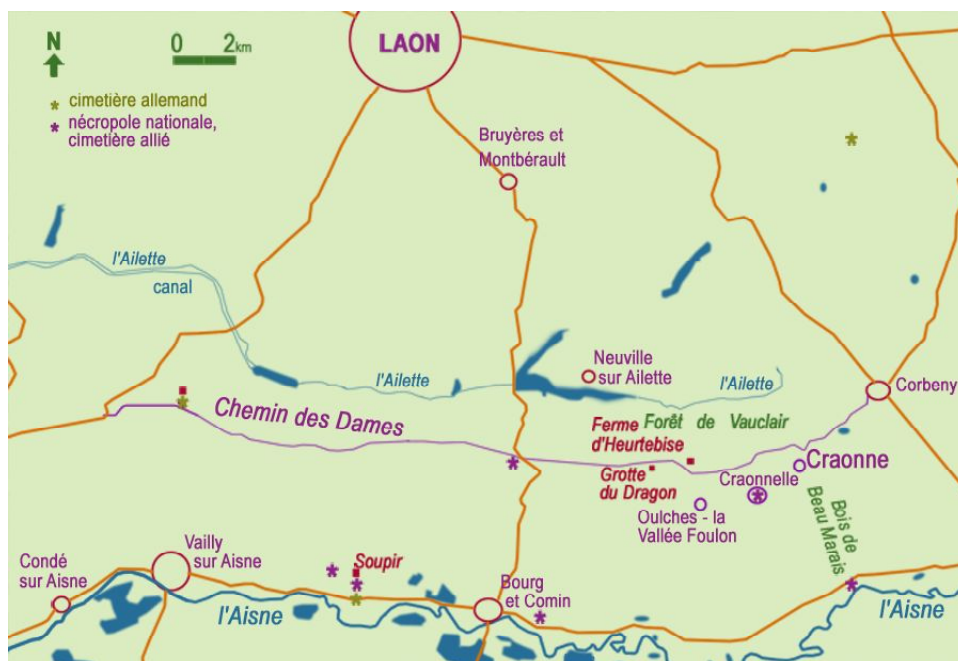 LAON
N
0 2km
* cimetière allemand
* nécropole nationale,
cimetière allié
Bruyères et
Montbérault
l'Ailette
canal
Neuville
sur Ailette
l'Ailette
l'Ailette
Corbeny
Chemin des Dames
Ferme
d'Heurtebise
Forêt de Vauclair
Craonne
Grotte
du Dragon
Craonnelle
Oulches - la
Vallée Foulon
Bois de
Beau Marais
Condé
sur Aisne
Vailly
sur Aisne
Soupir
Bourg
et Comin
l'Aisne
l'Aisne